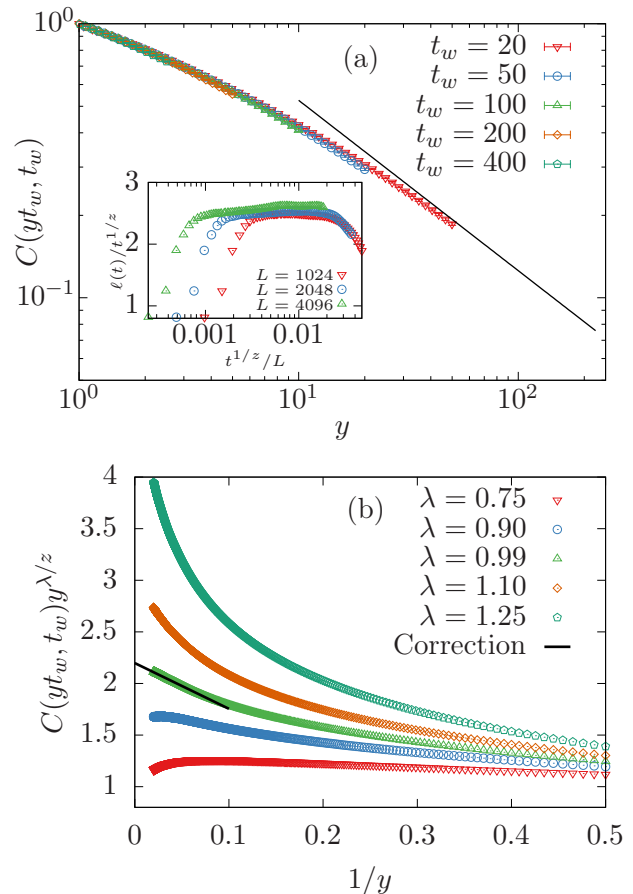 (a)
t_w = 20
t_w = 50
t_w = 100
t_w = 200
t_w = 400
C(yt_w, t_w)
10^0
10^{-1}
10^0
10^1
10^2
y
ℓ(t)/t^{1/z}
3
2
1
L = 1024
L = 2048
L = 4096
0.001
0.01
t^{1/z}/L
(b)
λ = 0.75
λ = 0.90
λ = 0.99
λ = 1.10
λ = 1.25
Correction
C(yt_w, t_w)y^{λ/z}
4
3.5
3
2.5
2
1.5
1
0
0.1
0.2
0.3
0.4
0.5
1/y